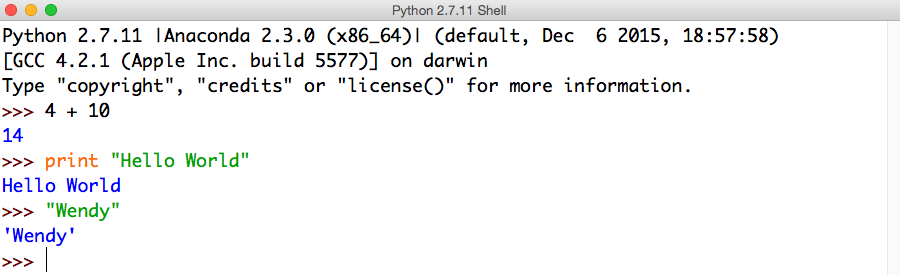 Python 2.7.11 Shell
Python 2.7.11 |Anaconda 2.3.0 (x86_64)| (default, Dec  6 2015, 18:57:58)
[GCC 4.2.1 (Apple Inc. build 5577)] on darwin
Type "copyright", "credits" or "license()" for more information.
>>> 4 + 10
14
>>> print "Hello World"
Hello World
>>> "Wendy"
'Wendy'
>>>